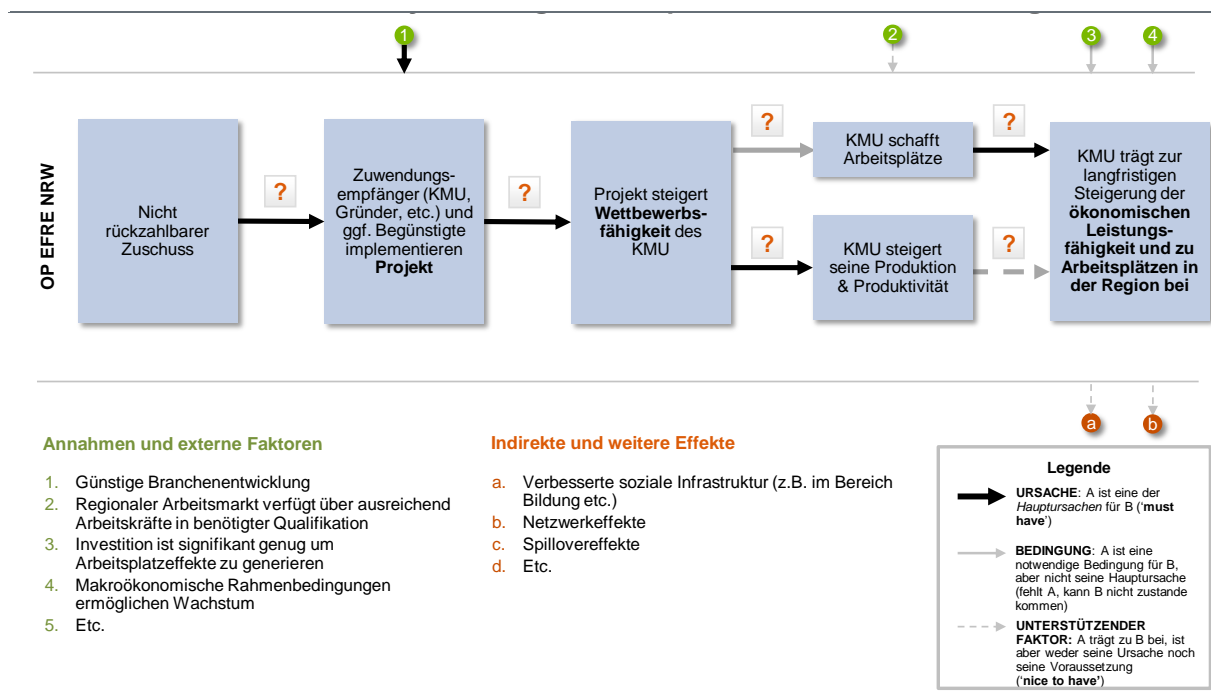 1
2
3
4
OP EFRE NRW
Nicht
rückzahlbarer
Zuschuss
?
Zuwendungs-
empfänger (KMU,
Gründer, etc.) und
ggf. Begünstigte
implementieren
Projekt
?
Projekt steigert
Wettbewerbs-
fähigkeit des
KMU
?
KMU schafft
Arbeitsplätze
?
?
KMU steigert
seine Produktion
& Produktivität
?
KMU trägt zur
langfristigen
Steigerung der
ökonomischen
Leistungs-
fähigkeit und zu
Arbeitsplätzen in
der Region bei
a
b
Annahmen und externe Faktoren
1. Günstige Branchenentwicklung
2. Regionaler Arbeitsmarkt verfügt über ausreichend
Arbeitskräfte in benötigter Qualifikation
3. Investition ist signifikant genug um
Arbeitsplatzeffekte zu generieren
4. Makroökonomische Rahmenbedingungen
ermöglichen Wachstum
5. Etc.
Indirekte und weitere Effekte
a. Verbesserte soziale Infrastruktur (z.B. im Bereich
Bildung etc.)
b. Netzwerkeffekte
c. Spillovereffekte
d. Etc.
Legende
URSACHE: A ist eine der
Hauptursachen für B ('must
have')
BEDINGUNG: A ist eine
notwendige Bedingung für B,
aber nicht seine Hauptursache
(fehlt A, kann B nicht zustande
kommen)
UNTERSTÜTZENDER
FAKTOR: A trägt zu B bei, ist
aber weder seine Ursache noch
seine Voraussetzung
('nice to have')